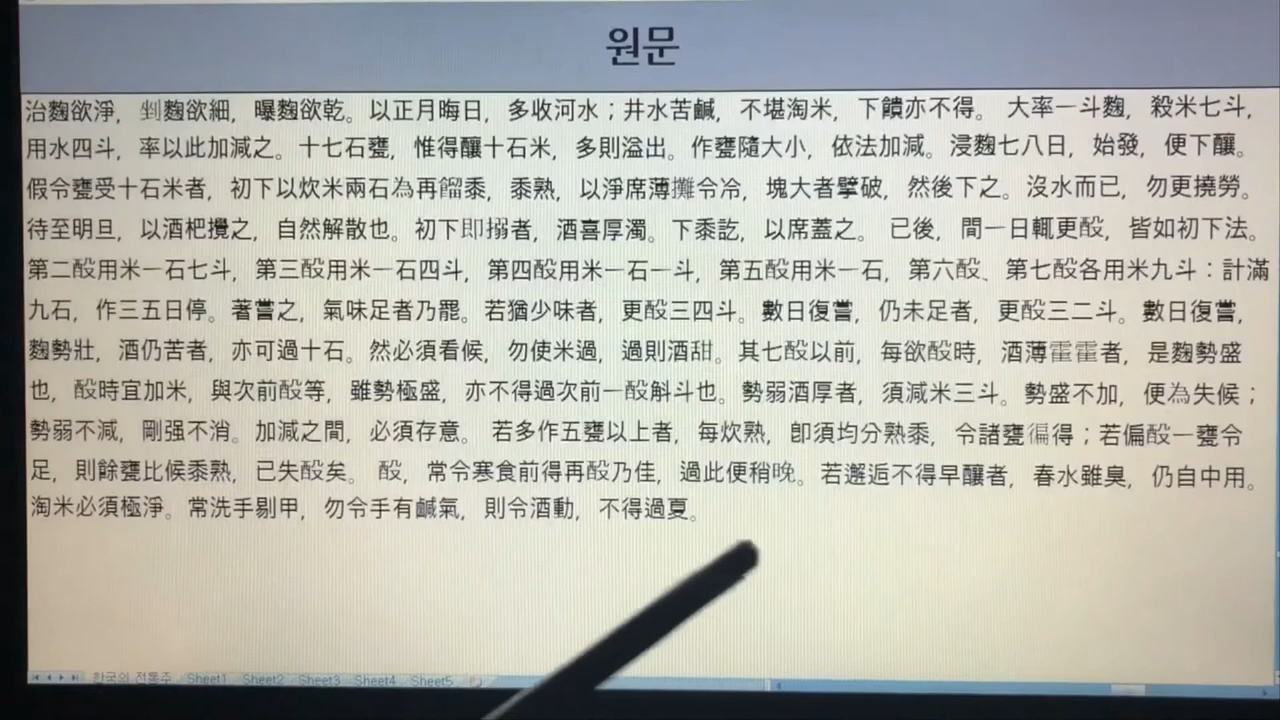 원문
治麴欲淨，剉麴欲細，曝麴欲乾。以正月晦日，多收河水；井水苦鹹，不堪淘米，下饋亦不得。 大率一斗麴，殺米七斗，
用水四斗，率以此加減之。十七石甕，惟得釀十石米，多則溢出。作甕隨大小，依法加減。浸麴七八日，始發，便下釀。
假令甕受十石米者，初下以炊米兩石為再餾黍，黍熟，以淨席薄攤令冷，塊大者擘破，然後下之。沒水而已，勿更撓勞。
待至明旦，以酒杷攪之，自然解散也。初下即搦者，酒喜厚濁。下黍訖，以席蓋之。 已後，間一日輒更酘，皆如初下法。
第二酘用米一石七斗，第三酘用米一石四斗，第四酘用米一石一斗，第五酘用米一石，第六酘、第七酘各用米九斗：計滿
九石，作三五日停。著嘗之，氣味足者乃罷。若猶少味者，更酘三四斗。數日復嘗，仍未足者，更酘三二斗。數日復嘗，
麴勢壯，酒仍苦者，亦可過十石。然必須看候，勿使米過，過則酒甜。其七酘以前，每欲酘時，酒薄霍霍者，是麴勢盛
也，酘時宜加米，與次前酘等，雖勢極盛，亦不得過次前一酘斛斗也。勢弱酒厚者，須減米三斗。勢盛不加，便為失候；
勢弱不減，剛强不消。加減之間，必須存意。 若多作五甕以上者，每炊熟，卽須均分熟黍，令諸甕徧得；若偏酘一甕令
足，則餘甕比候黍熟，已失酘矣。 酘，常令寒食前得再酘乃佳，過此便稍晚。若邂逅不得早釀者，春水雖臭，仍自中用。
淘米必須極淨。常洗手剔甲，勿令手有鹹氣，則令酒動，不得過夏。
한국의 전통주 Sheet1 Sheet2 Sheet3 Sheet4 Sheet5